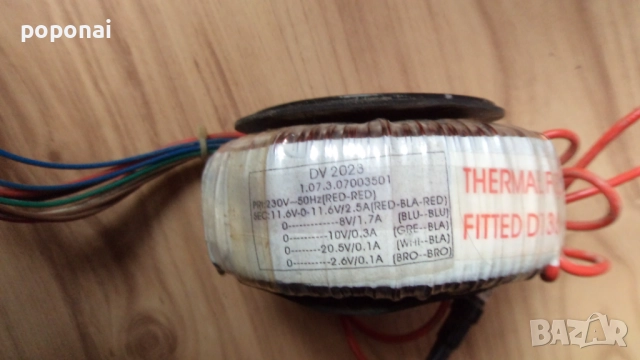 poponai
DV 2023
1.07.3.07003501
PRI:230V--50Hz(RED-RED)
SEC:11.6V-0-11.6V/2.5A(RED-BLA-RED)
0------------8V/1.7A (BLU--BLU)
0----------10V/0.3A (GRE--BLA)
0--------20.5V/0.1A (WHI--BLA)
0---------2.6V/0.1A (BRO--BRO)
THERMAL
FITTED
BAZAR
bg